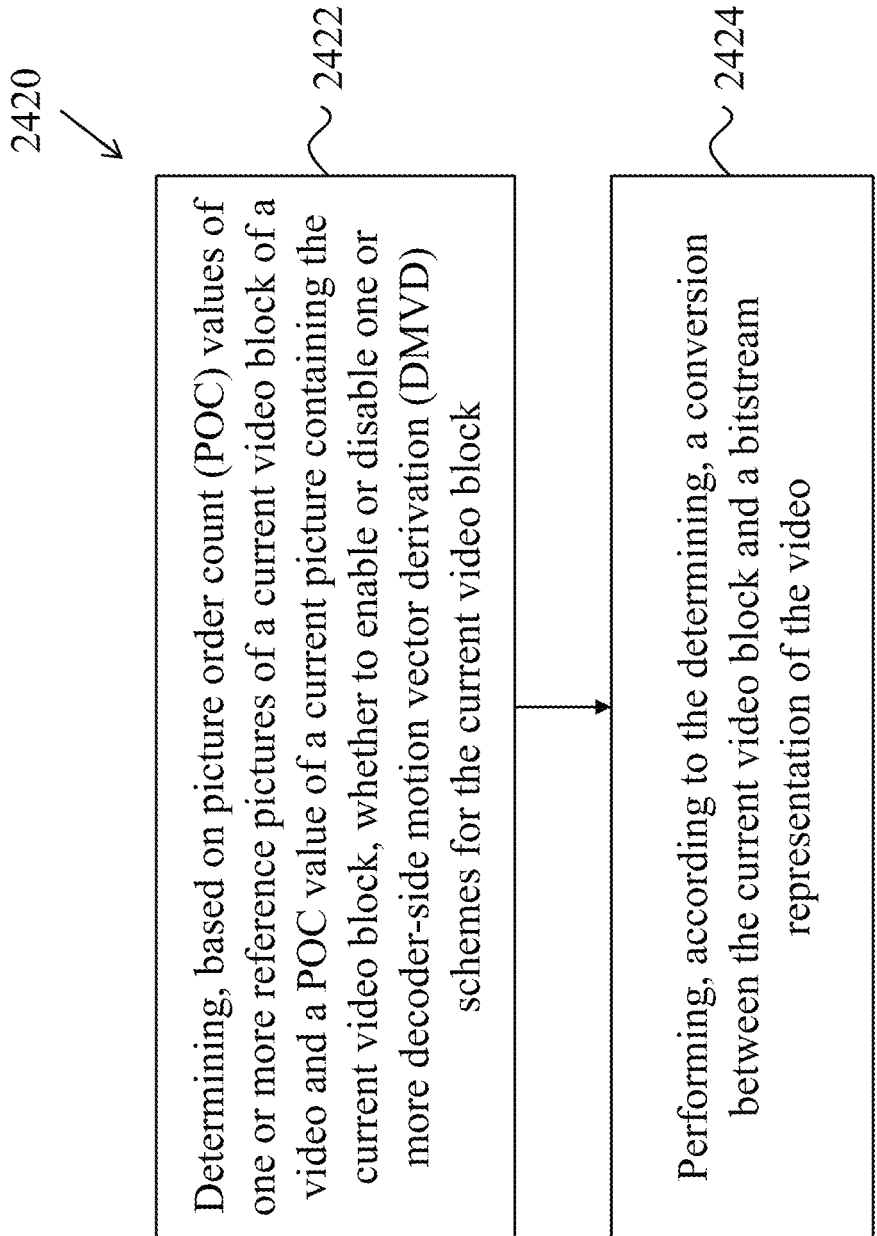 2420
Determining, based on picture order count (POC) values of
one or more reference pictures of a current video block of a
video and a POC value of a current picture containing the
current video block, whether to enable or disable one or
more decoder-side motion vector derivation (DMVD)
schemes for the current video block
2422
Performing, according to the determining, a conversion
between the current video block and a bitstream
representation of the video
2424